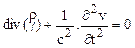 div(ρ/j) ÷ 1/c² · ∂²v/∂t² = 0